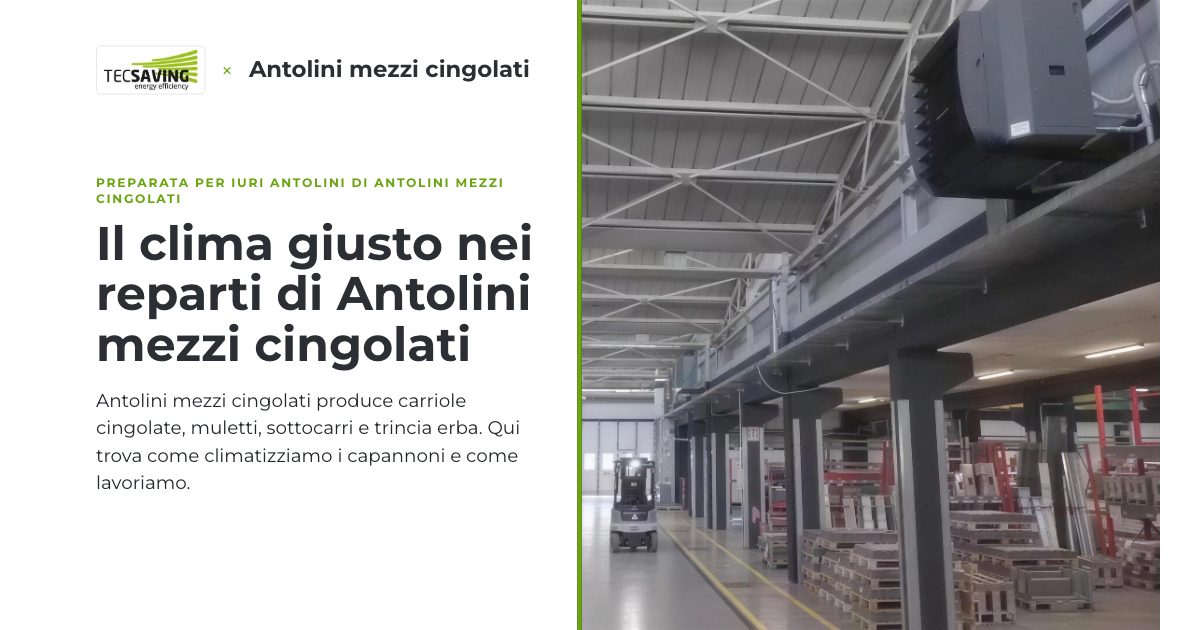 TECSAVING
energy efficiency
× Antolini mezzi cingolati
PREPARATA PER IURI ANTOLINI DI ANTOLINI MEZZI
CINGOLATI
Il clima giusto nei
reparti di Antolini
mezzi cingolati
Antolini mezzi cingolati produce carriole
cingolate, muletti, sottocarri e trincia erba. Qui
trova come climatizziamo i capannoni e come
lavoriamo.